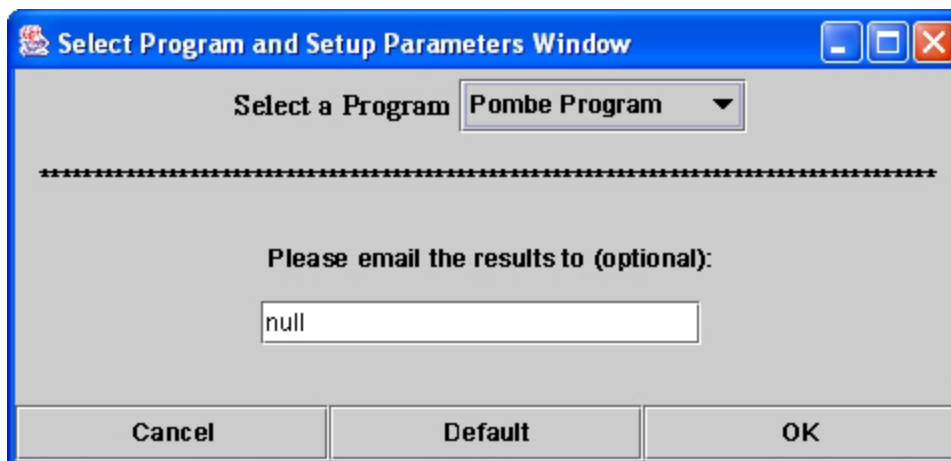 Select Program and Setup Parameters Window
Select a Program Pombe Program
********************************************************************************
Please email the results to (optional):
null
Cancel Default OK